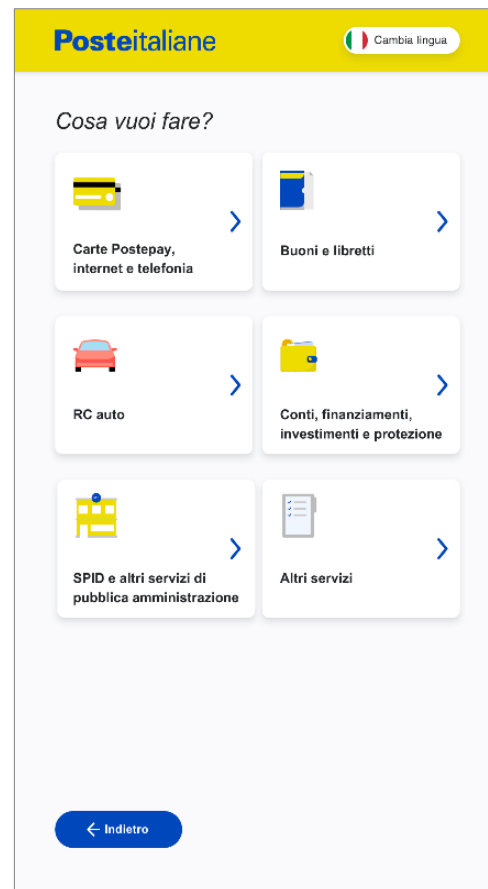 Posteitaliane
Cambia lingua
Cosa vuoi fare?
Carte Postepay,
internet e telefonia
Buoni e libretti
RC auto
Conti, finanziamenti,
investimenti e protezione
SPID e altri servizi di
pubblica amministrazione
Altri servizi
← Indietro